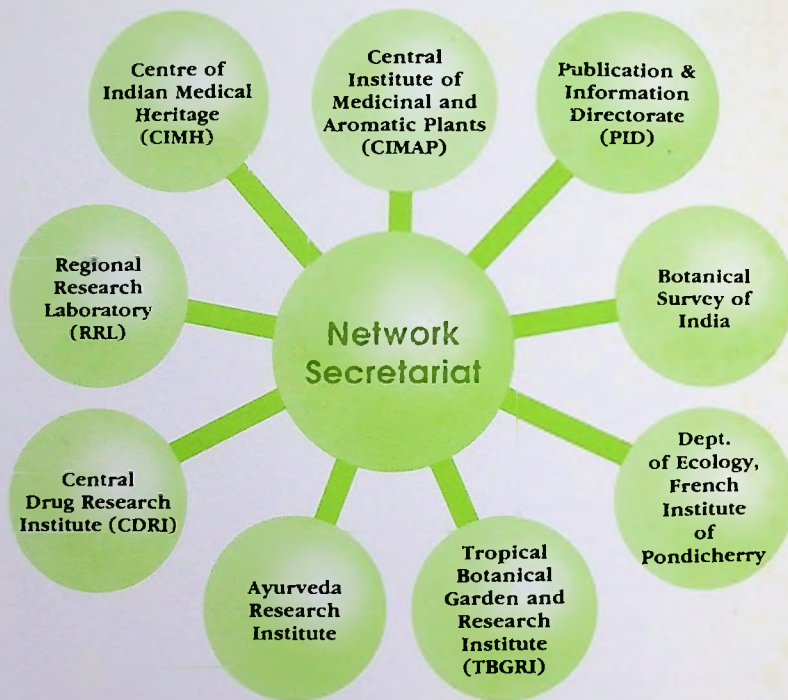 Centre of
Indian Medical
Heritage
(CIMH)
Central
Institute of
Medicinal and
Aromatic Plants
(CIMAP)
Publication &
Information
Directorate
(PID)
Regional
Research
Laboratory
(RRL)
Network
Secretariat
Botanical
Survey of
India
Central
Drug Research
Institute (CDRI)
Dept.
of Ecology,
French
Institute
of
Pondicherry
Ayurveda
Research
Institute
Tropical
Botanical
Garden and
Research
Institute
(TBGRI)